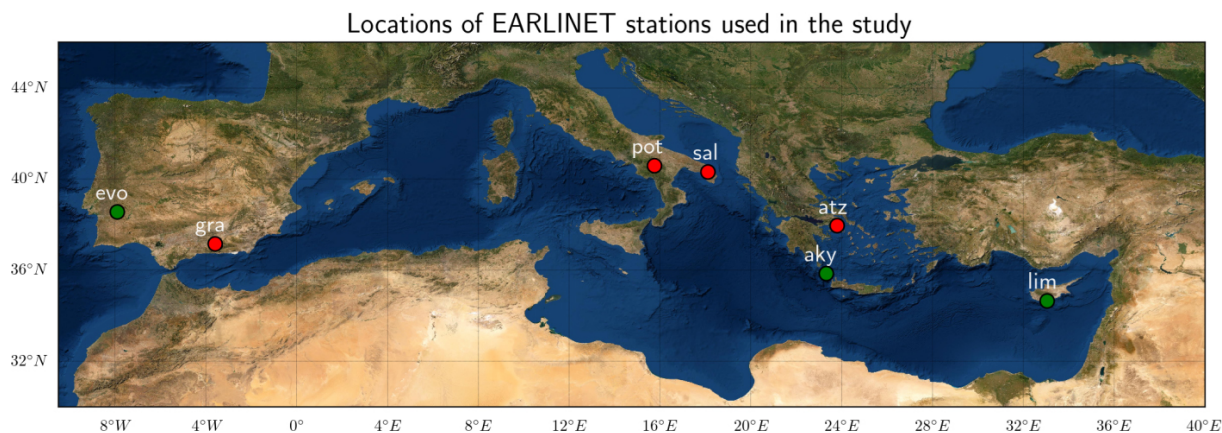 Locations of EARLINET stations used in the study
44°N
40°N
36°N
32°N
evo
gra
pot
sal
atz
aky
lim
8°W 4°W 0° 4°E 8°E 12°E 16°E 20°E 24°E 28°E 32°E 36°E 40°E